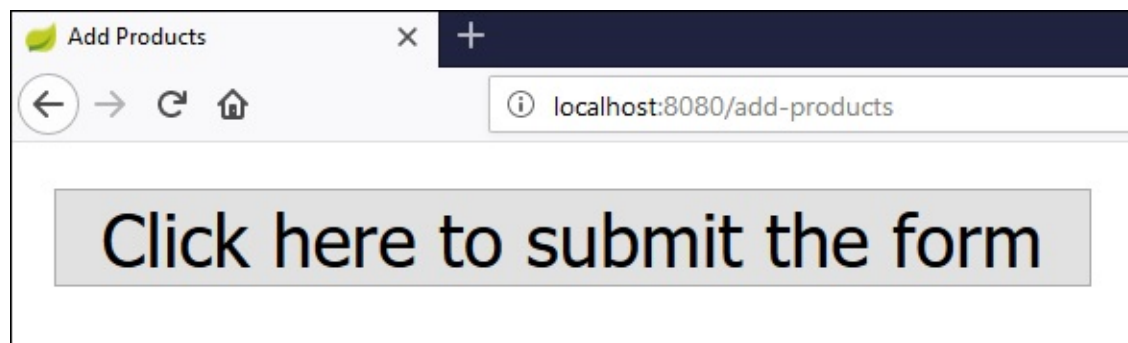 Add Products
localhost:8080/add-products
Click here to submit the form